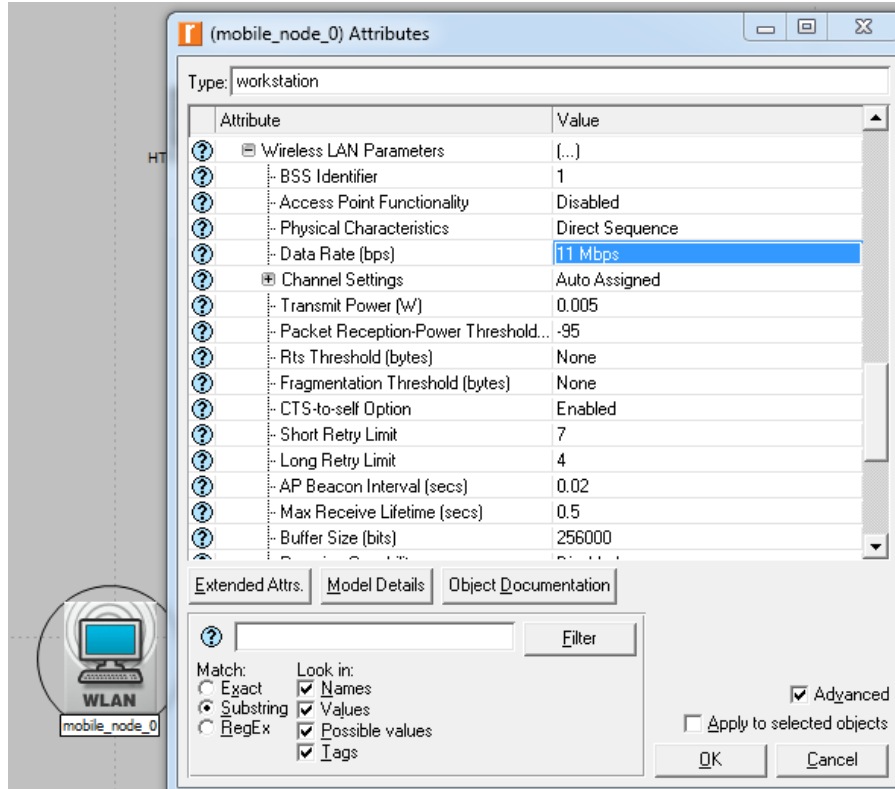 (mobile_node_0) Attributes
Type: workstation
Attribute Value
Wireless LAN Parameters (...)
HT
BSS Identifier 1
Access Point Functionality Disabled
Physical Characteristics Direct Sequence
Data Rate (bps) 11 Mbps
Channel Settings Auto Assigned
Transmit Power (W) 0.005
Packet Reception-Power Threshold... -95
Rts Threshold (bytes) None
Fragmentation Threshold (bytes) None
CTS-to-self Option Enabled
Short Retry Limit 7
Long Retry Limit 4
AP Beacon Interval (secs) 0.02
Max Receive Lifetime (secs) 0.5
Buffer Size (bits) 256000
Extended Attrs. Model Details Object Documentation
Filter
Match: Look in:
Exact Names
Substring Values
RegEx Possible values
Tags
Advanced
Apply to selected objects
OK Cancel
WLAN
mobile_node_0